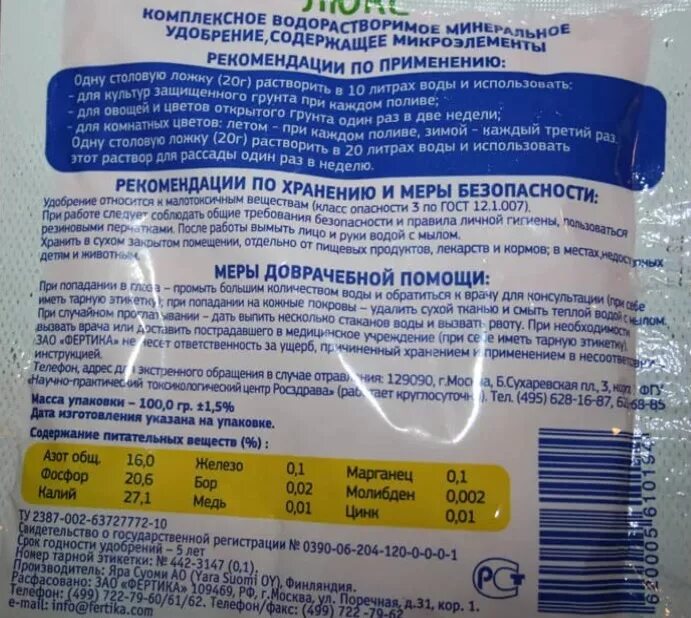 ЛЮКС
КОМПЛЕКСНОЕ ВОДОРАСТВОРИМОЕ МИНЕРАЛЬНОЕ
УДОБРЕНИЕ, СОДЕРЖАЩЕЕ МИКРОЭЛЕМЕНТЫ
РЕКОМЕНДАЦИИ ПО ПРИМЕНЕНИЮ:
Одну столовую ложку (20г) растворить в 10 литрах воды и использовать:
- для культур защищенного грунта при каждом поливе;
- для овощей и цветов открытого грунта один раз в две недели;
- для комнатных цветов: летом - при каждом поливе, зимой - каждый третий раз.
Одну столовую ложку (20г) растворить в 20 литрах воды и использовать
этот раствор для рассады один раз в неделю.
РЕКОМЕНДАЦИИ ПО ХРАНЕНИЮ И МЕРЫ БЕЗОПАСНОСТИ:
Удобрение относится к малотоксичным веществам (класс опасности 3 по ГОСТ 12.1.007).
При работе следует соблюдать общие требования безопасности и правила личной гигиены, пользоваться
резиновыми перчатками. После работы вымыть лицо и руки водой с мылом.
Хранить в сухом закрытом помещении, отдельно от пищевых продуктов, лекарств и кормов; в местах, недоступных
детям и животным.
МЕРЫ ДОВРАЧЕБНОЙ ПОМОЩИ:
При попадании в глаза – промыть большим количеством воды и обратиться к врачу для консультации (при себе
иметь тарную этикетку); при попадании на кожные покровы – удалить сухой тканью и смыть теплой водой с мылом.
При случайном проглатывании – дать выпить несколько стаканов воды и вызвать рвоту. При необходимости
вызвать врача или доставить пострадавшего в медицинское учреждение (при себе иметь тарную этикетку).
ЗАО «ФЕРТИКА» не несет ответственность за ущерб, причиненный хранением и применением в несоответствии
инструкцией.
Телефон, адрес для экстренного обращения в случае отравления: 129090, г.Москва, Б.Сухаревская пл., 3, ФГУ
«Научно-практический токсикологический центр Росздрава» (работает круглосуточно). Тел. (495) 628-16-87, 68-85
Масса упаковки – 100,0 гр. ±1,5%
Дата изготовления указана на упаковке.
Содержание питательных веществ (%) :
Азот общ. 16,0 Железо 0,1 Марганец 0,1
Фосфор 20,6 Бор 0,02 Молибден 0,002
Калий 27,1 Медь 0,01 Цинк 0,01
ТУ 2387-002-63727772-10
Свидетельство о государственной регистрации № 0390-06-204-120-0-0-0-1
Срок годности удобрений – 5 лет
Номер тарной этикетки: № 442-3147 (0,1).
Производитель: Яра Суоми АО (Yara Suomi OY), Финляндия.
Расфасовано: ЗАО «ФЕРТИКА» 109469, РФ, г.Москва, ул. Поречная, д.31, кор. 1.
Телефон: (499) 722-79-60/61/62. Телефон/факс: (499) 722 -79-62
e-mail: info@fertika.com
РСТ